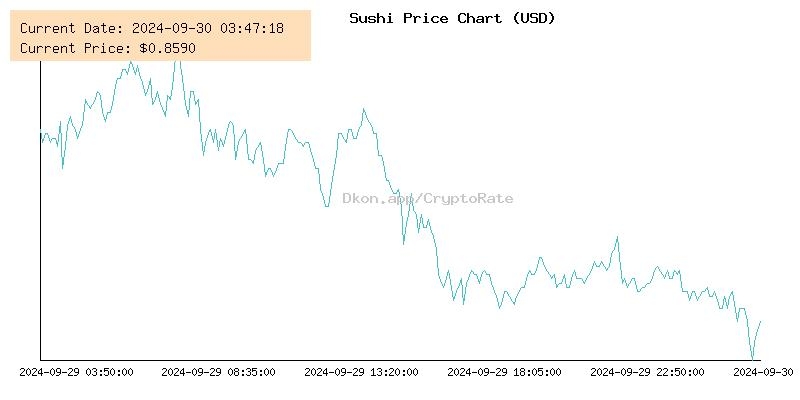 Sushi Price Chart (USD)
Current Date: 2024-09-30 03:47:18
Current Price: $0.8590
Dkon.app/CryptoRate
2024-09-29 03:50:00 2024-09-29 08:35:00 2024-09-29 13:20:00 2024-09-29 18:05:00 2024-09-29 22:50:00 2024-09-30